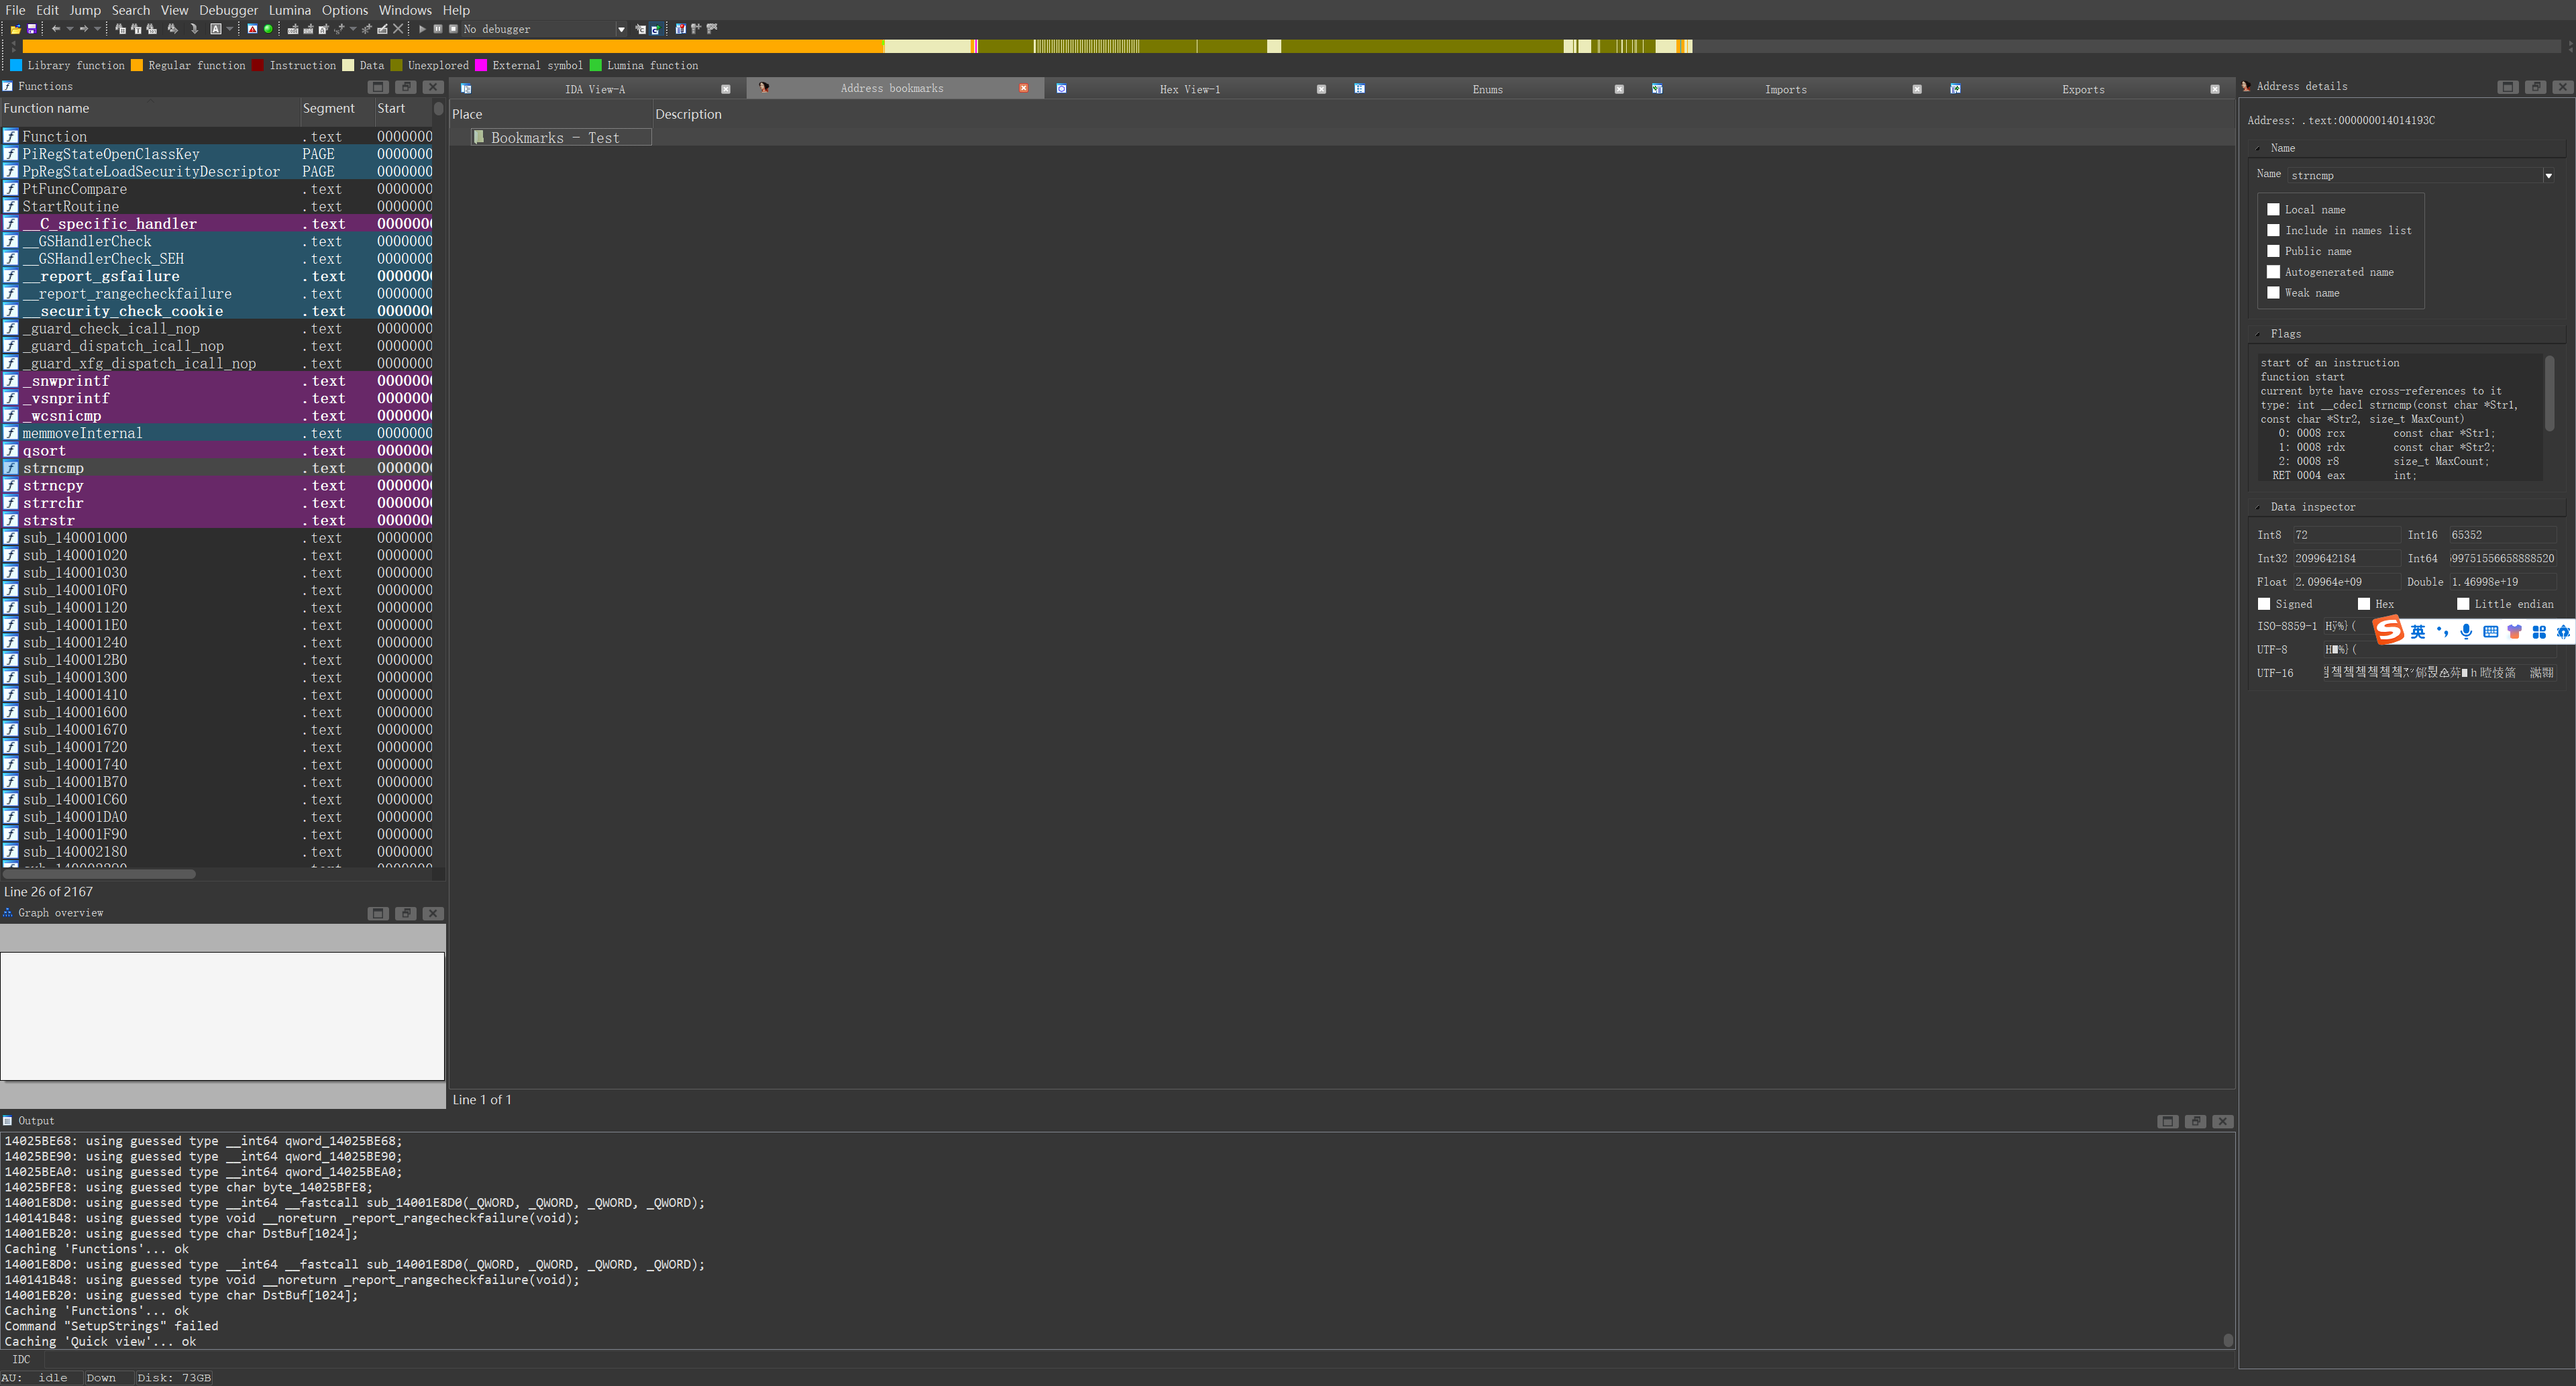 File Edit Jump Search View Debugger Lumina Options Windows Help
No debugger
Library function Regular function Instruction Data Unexplored External symbol Lumina function
Functions
Function name Segment Start
Function .text 0000000
PiRegStateOpenClassKey PAGE 0000000
PpRegStateLoadSecurityDescriptor PAGE 0000000
PtFuncCompare .text 0000000
StartRoutine .text 0000000
__C_specific_handler .text 0000000
__GSHandlerCheck .text 0000000
__GSHandlerCheck_SEH .text 0000000
__report_gsfailure .text 0000000
__report_rangecheckfailure .text 0000000
__security_check_cookie .text 0000000
_guard_check_icall_nop .text 0000000
_guard_dispatch_icall_nop .text 0000000
_guard_xfg_dispatch_icall_nop .text 0000000
_snwprintf .text 0000000
_vsnprintf .text 0000000
_wcsnicmp .text 0000000
memmoveInternal .text 0000000
qsort .text 0000000
strncmp .text 0000000
strncpy .text 0000000
strrchr .text 0000000
strstr .text 0000000
sub_140001000 .text 0000000
sub_140001020 .text 0000000
sub_140001030 .text 0000000
sub_1400010F0 .text 0000000
sub_140001120 .text 0000000
sub_1400011E0 .text 0000000
sub_140001240 .text 0000000
sub_1400012B0 .text 0000000
sub_140001300 .text 0000000
sub_140001410 .text 0000000
sub_140001600 .text 0000000
sub_140001670 .text 0000000
sub_140001720 .text 0000000
sub_140001740 .text 0000000
sub_140001B70 .text 0000000
sub_140001C60 .text 0000000
sub_140001DA0 .text 0000000
sub_140001F90 .text 0000000
sub_140002180 .text 0000000
Line 26 of 2167
Graph overview
IDA View-A Address bookmarks Hex View-1 Enums Imports Exports
Place Description
Bookmarks - Test
Line 1 of 1
Address details
Address: .text:000000014014193C
Name
Name strncmp
Local name
Include in names list
Public name
Autogenerated name
Weak name
Flags
start of an instruction
function start
current byte have cross-references to it
type: int __cdecl strncmp(const char *Str1,
const char *Str2, size_t MaxCount)
0: 0008 rcx const char *Str1;
1: 0008 rdx const char *Str2;
2: 0008 r8 size_t MaxCount;
RET 0004 eax int;
Data inspector
Int8 72 Int16 65352
Int32 2099642184 Int64 997515566588885​20
Float 2.09964e+09 Double 1.46998e+19
Signed Hex Little endian
ISO-8859-1 Hÿ%}(
英
UTF-8 H■%}(
UTF-16
Output
14025BE68: using guessed type __int64 qword_14025BE68;
14025BE90: using guessed type __int64 qword_14025BE90;
14025BEA0: using guessed type __int64 qword_14025BEA0;
14025BFE8: using guessed type char byte_14025BFE8;
14001E8D0: using guessed type __int64 __fastcall sub_14001E8D0(_QWORD, _QWORD, _QWORD, _QWORD);
140141B48: using guessed type void __noreturn _report_rangecheckfailure(void);
14001EB20: using guessed type char DstBuf[1024];
Caching 'Functions'... ok
14001E8D0: using guessed type __int64 __fastcall sub_14001E8D0(_QWORD, _QWORD, _QWORD, _QWORD);
140141B48: using guessed type void __noreturn _report_rangecheckfailure(void);
14001EB20: using guessed type char DstBuf[1024];
Caching 'Functions'... ok
Command "SetupStrings" failed
Caching 'Quick view'... ok
IDC
AU: idle Down Disk: 73GB